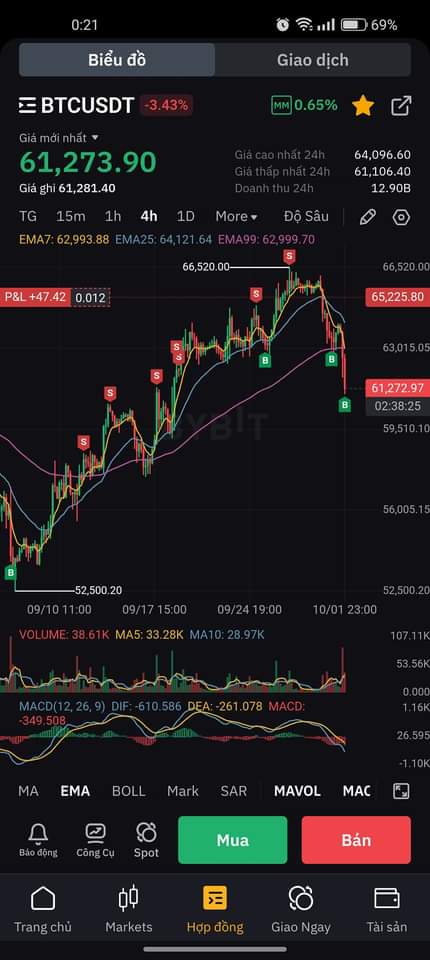 0:21
69%
Biểu đồ
Giao dịch
BTCUSDT -3.43%
MM 0.65%
Giá mới nhất
61,273.90
Giá ghi 61,281.40
Giá cao nhất 24h 64,096.60
Giá thấp nhất 24h 61,106.40
Doanh thu 24h 12.90B
TG 15m 1h 4h 1D More Độ Sâu
EMA7: 62,993.88 EMA25: 64,121.64 EMA99: 62,999.70
66,520.00
66,520.00
S
P&L +47.42 0.012
S
65,225.80
S
S
63,015.05
B
B
S
61,272.97
02:38:25
S
B
BYBIT
S
59,510.10
56,005.15
B
52,500.20
52,500.20
09/10 11:00 09/17 15:00 09/24 19:00 10/01 23:00
VOLUME: 38.61K MA5: 33.28K MA10: 28.97K
107.11K
53.56K
0.000
MACD(12, 26, 9) DIF: -610.586 DEA: -261.078 MACD:
-349.508
1.16K
26.595
-1.10K
MA EMA BOLL Mark SAR MAVOL MAC
Báo động
Công Cụ
Spot
Mua
Bán
Trang chủ
Markets
Hợp đồng
Giao Ngay
Tài sản